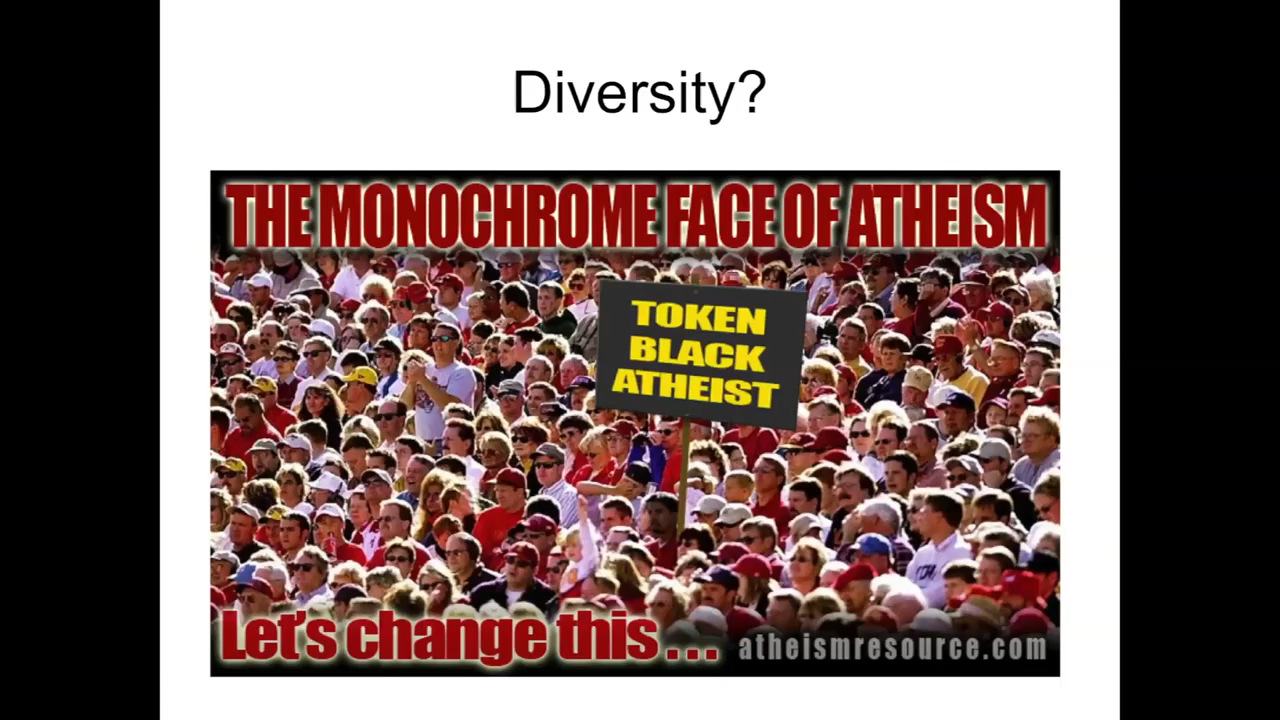 Diversity?
THE MONOCHROME FACE OF ATHEISM
TOKEN
BLACK
ATHEIST
Let's change this...
atheismresource.com